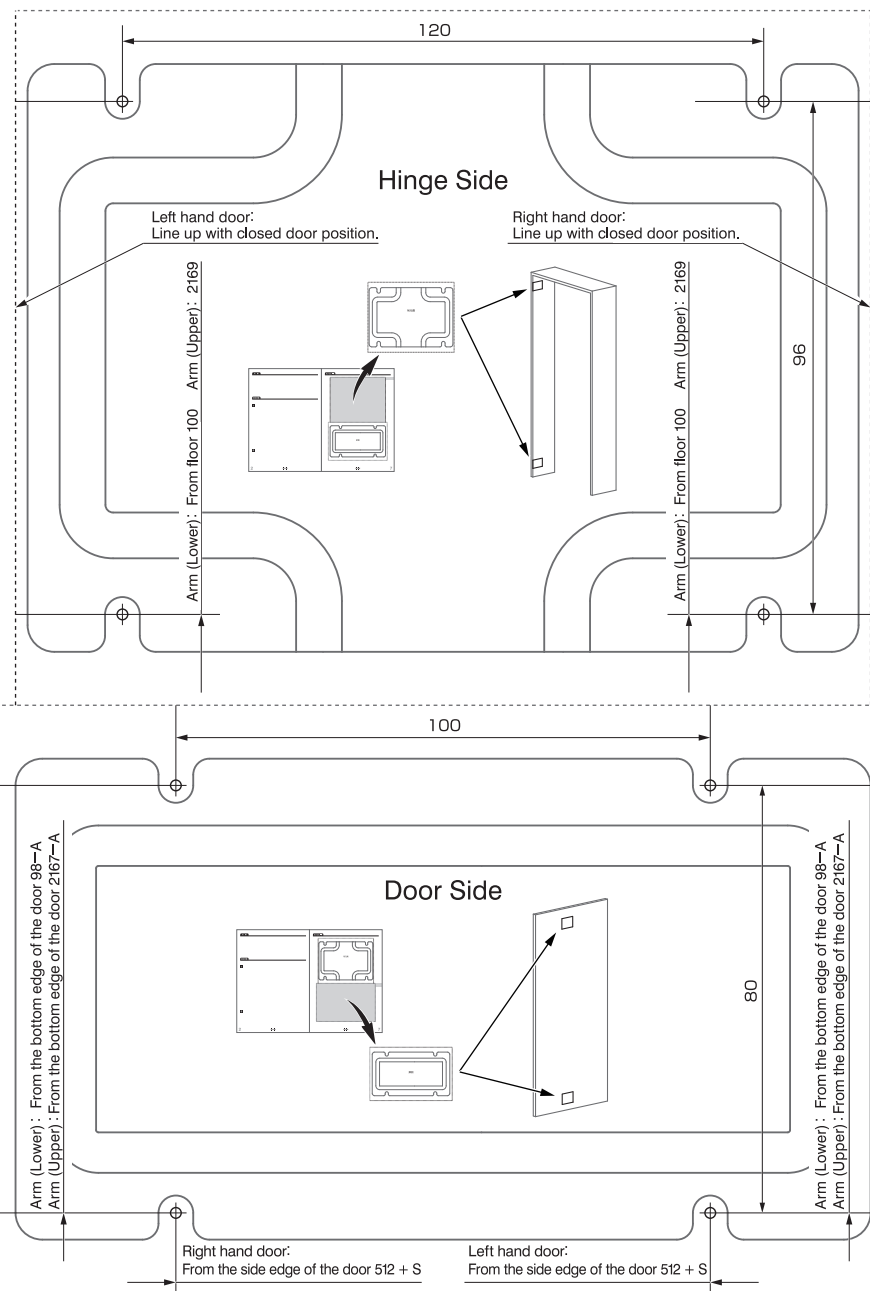 120
Hinge Side
Left hand door:
Line up with closed door position.
Right hand door:
Line up with closed door position.
Arm (Lower): From floor 100 Arm (Upper): 2169
Arm (Lower): From floor 100 Arm (Upper): 2169
96
100
Door Side
Arm (Lower): From the bottom edge of the door 98−A
Arm (Upper): From the bottom edge of the door 2167−A
Arm (Lower): From the bottom edge of the door 98−A
Arm (Upper): From the bottom edge of the door 2167−A
80
Right hand door:
From the side edge of the door 512 + S
Left hand door:
From the side edge of the door 512 + S